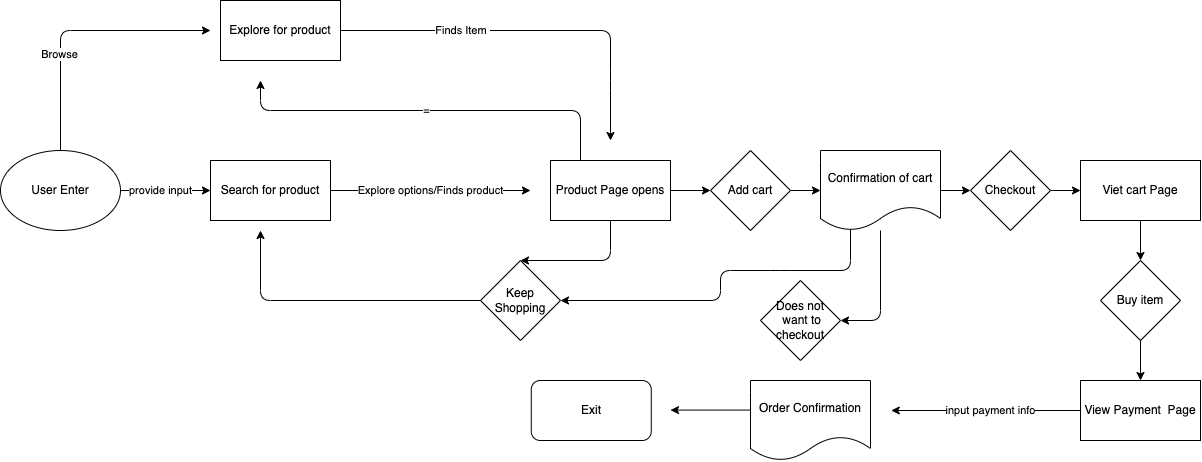 Explore for product
Finds Item
Browse
=
User Enter
provide input
Search for product
Explore options/Finds product
Product Page opens
Add cart
Confirmation of cart
Checkout
Viet cart Page
Keep
Shopping
Does not
want to
checkout
Buy item
Exit
Order Confirmation
input payment info
View Payment  Page